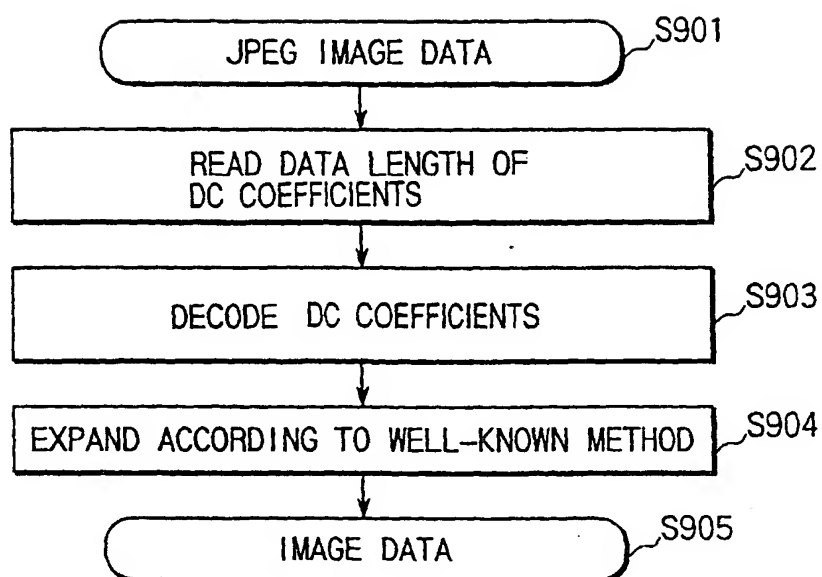 JPEG IMAGE DATA
S901
READ DATA LENGTH OF
DC COEFFICIENTS
S902
DECODE DC COEFFICIENTS
S903
EXPAND ACCORDING TO WELL-KNOWN METHOD
S904
IMAGE DATA
S905